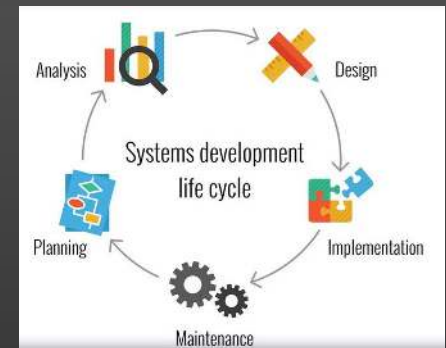 Analysis
Design
Systems development
life cycle
Planning
Implementation
Maintenance